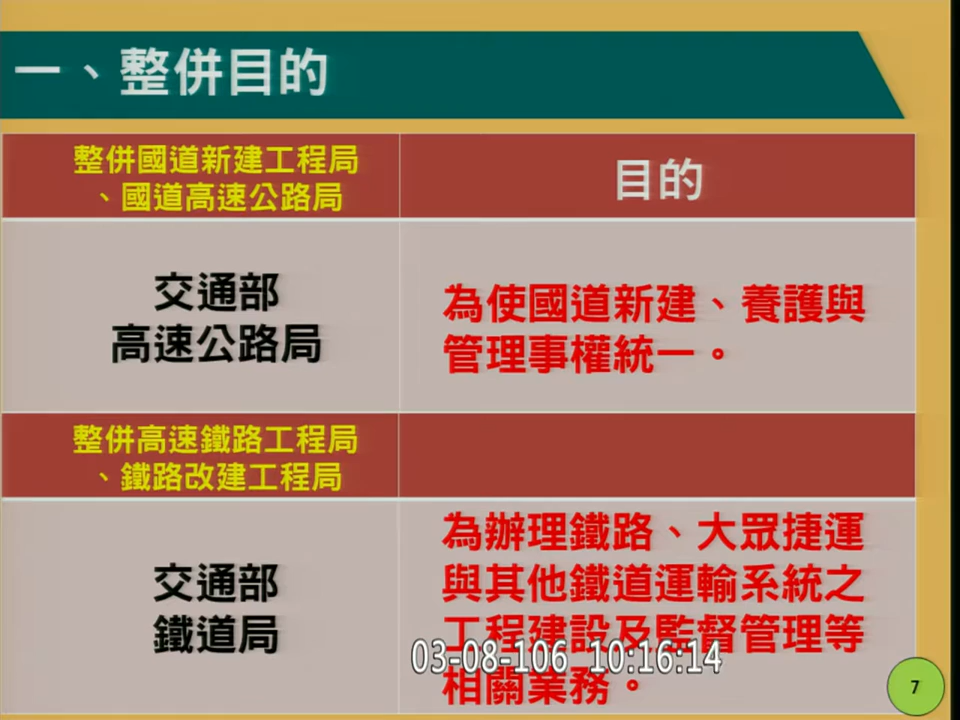 一、整併目的
整併國道新建工程局
、國道高速公路局
目的
交通部
高速公路局
為使國道新建、養護與
管理事權統一。
整併高速鐵路工程局
、鐵路改建工程局
交通部
鐵道局
為辦理鐵路、大眾捷運
與其他鐵道運輸系統之
工程建設及監督管理等
相關業務。
03-08-106 10:16:14
7